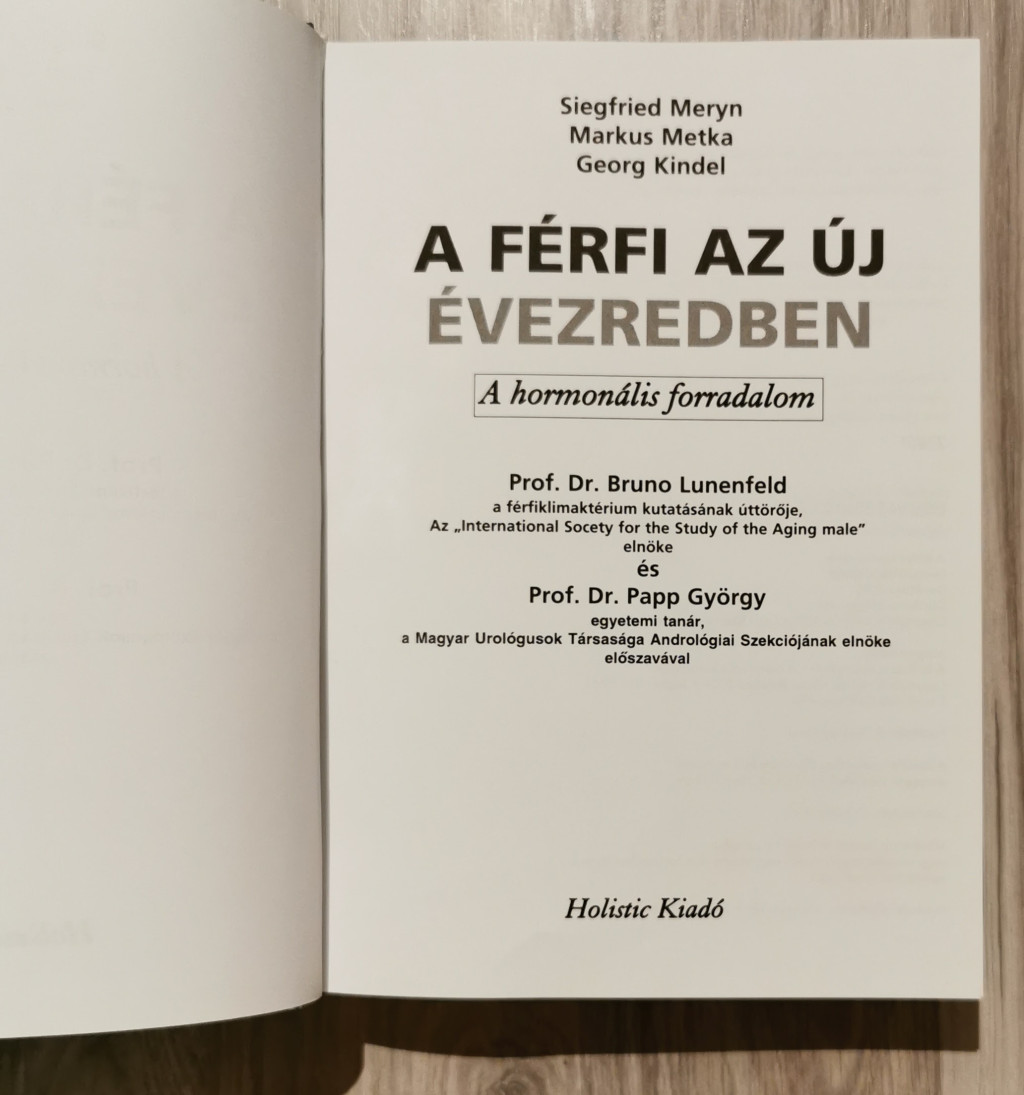 Siegfried Meryn
Markus Metka
Georg Kindel
A FÉRFI AZ ÚJ
ÉVEZREDBEN
A hormonális forradalom
Prof. Dr. Bruno Lunenfeld
a férfiklimaktérium kutatásának úttörője,
Az „International Socety for the Study of the Aging male”
elnöke
és
Prof. Dr. Papp György
egyetemi tanár,
a Magyar Urológusok Társasága Andrológiai Szekciójának elnöke
előszavával
Holistic Kiadó